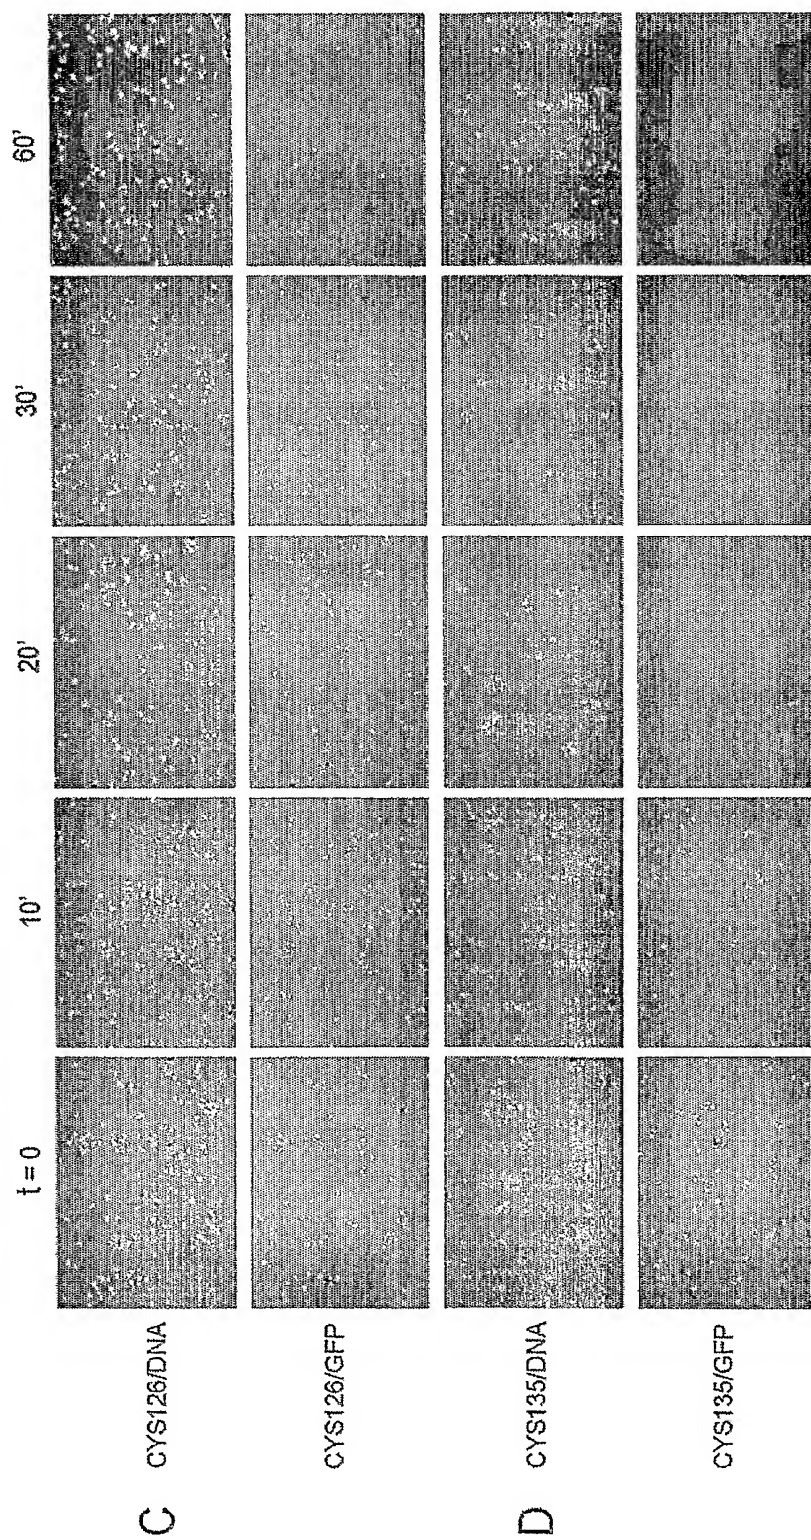 t = 0 10' 20' 30' 60'
C
CYS126/DNA
CYS126/GFP
D
CYS135/DNA
CYS135/GFP